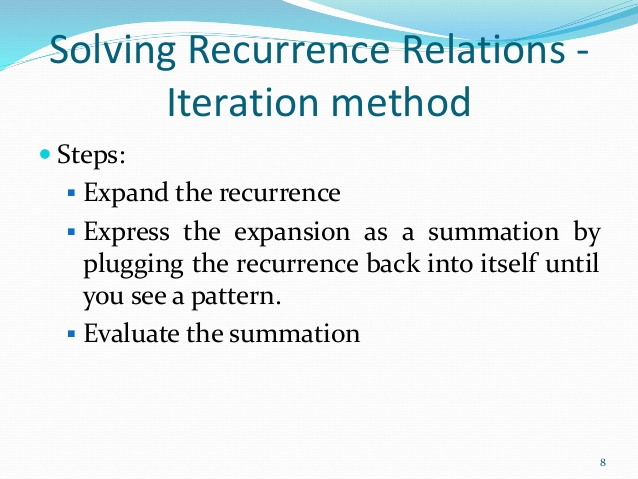 Solving Recurrence Relations -
Iteration method
• Steps:
▪ Expand the recurrence
▪ Express the expansion as a summation by
plugging the recurrence back into itself until
you see a pattern.
▪ Evaluate the summation
8